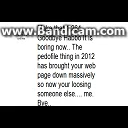 www.Bandicam.com
Goodbye Habbo it is
boring now.. The
pedofile thing in 2012
has brought your web
page down massively
so now your loosing
someone else.... me.
Bye..